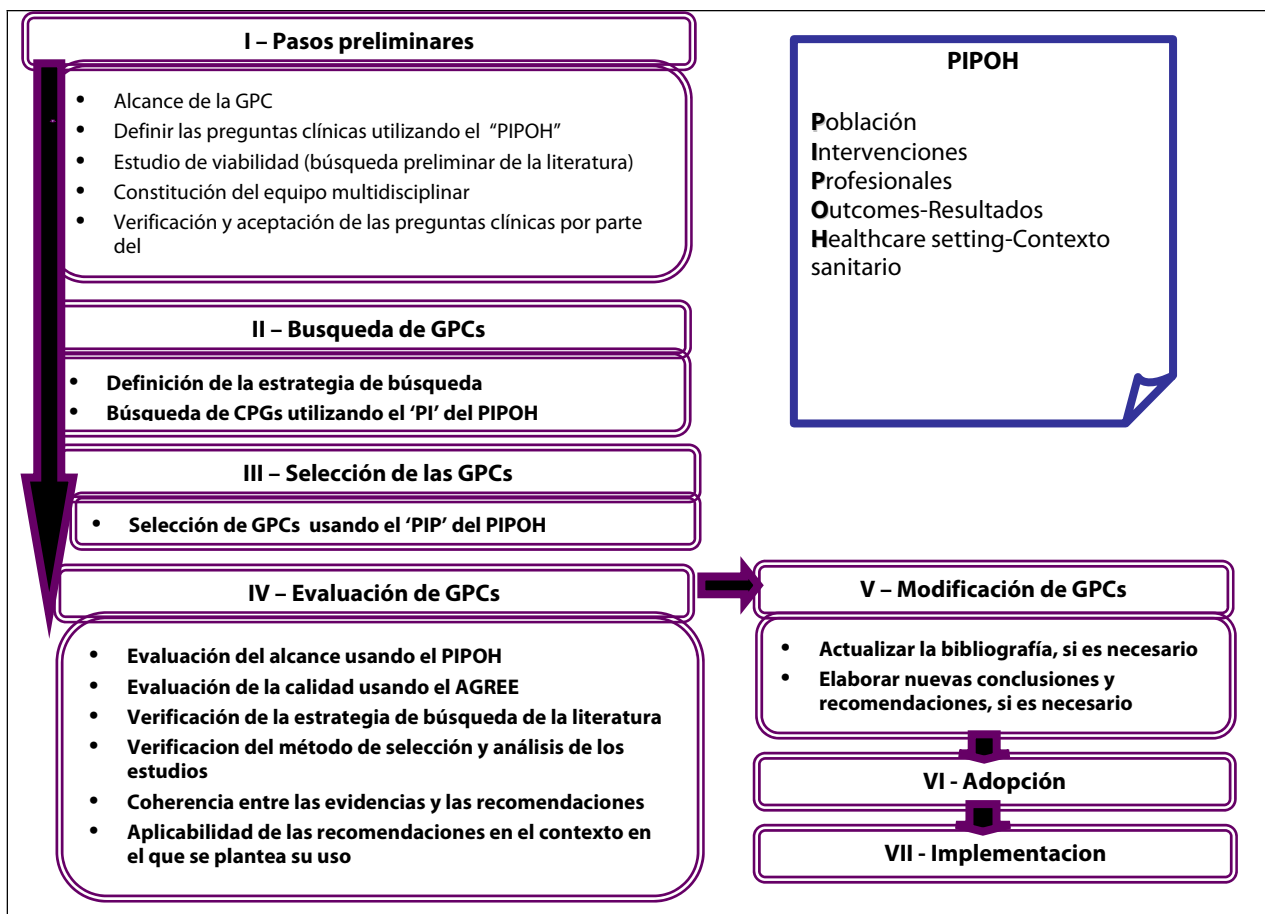 I – Pasos preliminares
• Alcance de la GPC
• Definir las preguntas clínicas utilizando el “PIPOH”
• Estudio de viabilidad (búsqueda preliminar de la literatura)
• Constitución del equipo multidisciplinar
• Verificación y aceptación de las preguntas clínicas por parte
del
II – Busqueda de GPCs
• Definición de la estrategia de búsqueda
• Búsqueda de CPGs utilizando el ‘PI’ del PIPOH
III – Selección de las GPCs
• Selección de GPCs usando el ‘PIP’ del PIPOH
IV – Evaluación de GPCs
• Evaluación del alcance usando el PIPOH
• Evaluación de la calidad usando el AGREE
• Verificación de la estrategia de búsqueda de la literatura
• Verificacion del método de selección y análisis de los
estudios
• Coherencia entre las evidencias y las recomendaciones
• Aplicabilidad de las recomendaciones en el contexto en
el que se plantea su uso
PIPOH
Población
Intervenciones
Profesionales
Outcomes-Resultados
Healthcare setting-Contexto
sanitario
V – Modificación de GPCs
• Actualizar la bibliografía, si es necesario
• Elaborar nuevas conclusiones y
recomendaciones, si es necesario
VI - Adopción
VII - Implementacion